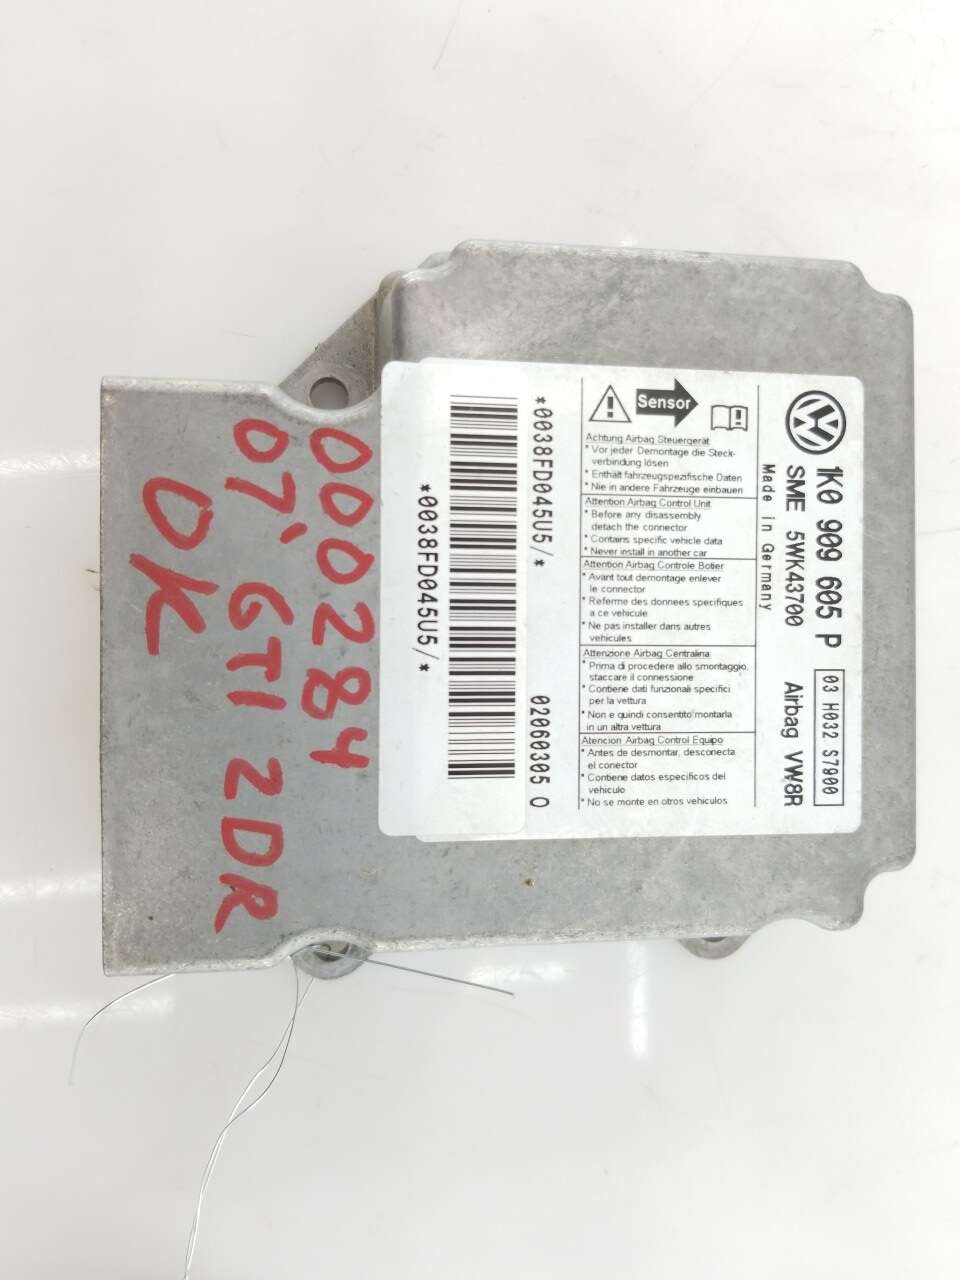 1K0 909 605 P
03 H032 S7900
SME 5WK43700
Airbag VW8R
Made in Germany
Sensor
Achtung Airbag Steuergerät
* Vor jeder Demontage die Steck-
verbindung lösen
* Enthält fahrzeugspezifische Daten
* Nie in andere Fahrzeuge einbauen
Attention Airbag Control Unit
* Before any disassembly
detach the connector
* Contains specific vehicle data
* Never install in another car
Attention Airbag Controle Botier
* Avant tout demontage enlever
le connector
* Referme des donnees specifiques
a ce vehicule
* Ne pas installer dans autres
vehicules
Attenzione Airbag Centralina
* Prima di procedere allo smontaggio,
staccare il connessione
* Contiene dati funzionali specifici
per la vettura
* Non e quindi consentito montarla
in un altra vettura
Atencion Airbag Control Equipo
* Antes de desmontar, desconecta
el conector
* Contiene datos especificos del
vehiculo
* No se monte en otros vehiculos
*0038FD045U5/*
02060305 O
*0038FD045U5/*
000284
07' GTI 2DR
OK